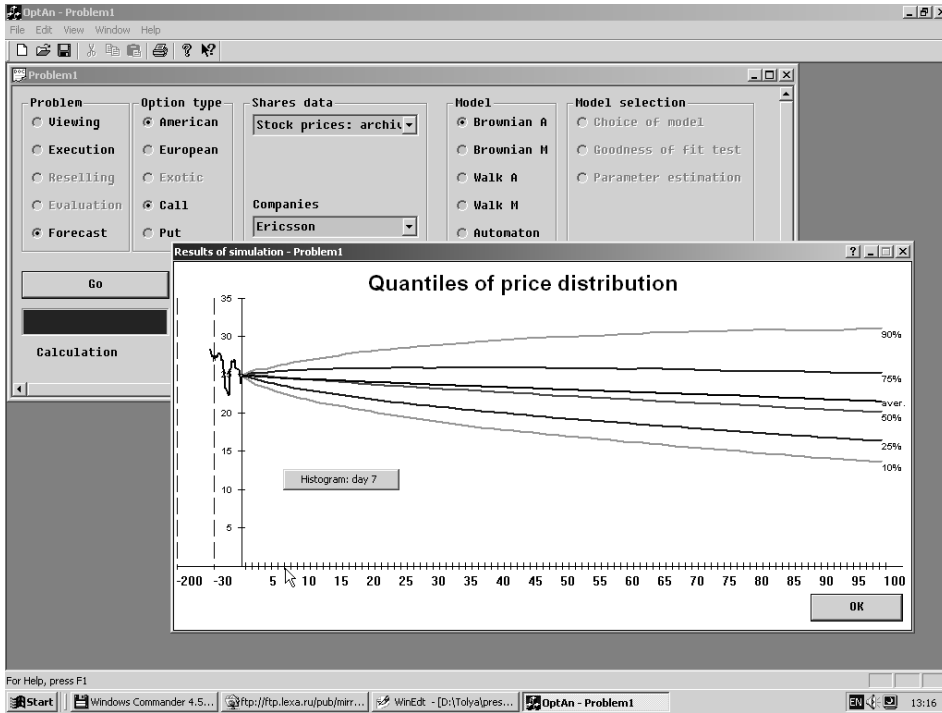 OptAn - Problem1
File Edit View Window Help
Problem1
Problem
Viewing
Execution
Reselling
Evaluation
Forecast
Option type
American
European
Exotic
Call
Put
Shares data
Stock prices: archiv
Companies
Ericsson
Model
Brownian A
Brownian M
Walk A
Walk M
Automaton
Model selection
Choice of model
Goodness of fit test
Parameter estimation
Go
Calculation
Results of simulation - Problem1
Quantiles of price distribution
35
30
25
20
15
10
5
90%
75%
aver.
50%
25%
10%
Histogram: day 7
-200 -30 5 10 15 20 25 30 35 40 45 50 55 60 65 70 75 80 85 90 95 100
OK
For Help, press F1
Start Windows Commander 4.5... ftp://ftp.lexa.ru/pub/mirr... WinEdt - [D:\Tolya\pres... OptAn - Problem1 EN 13:16